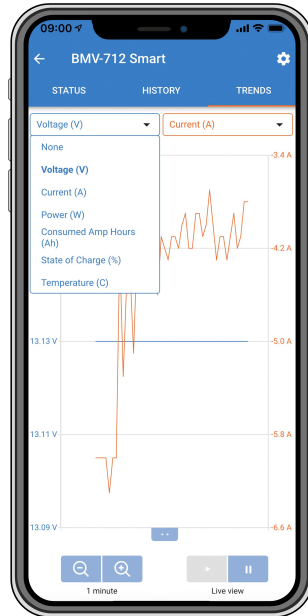 09:00
BMV-712 Smart
STATUS HISTORY TRENDS
Voltage (V) Current (A)
None
Voltage (V)
Current (A)
Power (W)
Consumed Amp Hours
(Ah)
State of Charge (%)
Temperature (C)
-3.4 A
-4.2 A
13.13 V -5.0 A
13.11 V -5.8 A
13.09 V -6.6 A
1 minute Live view